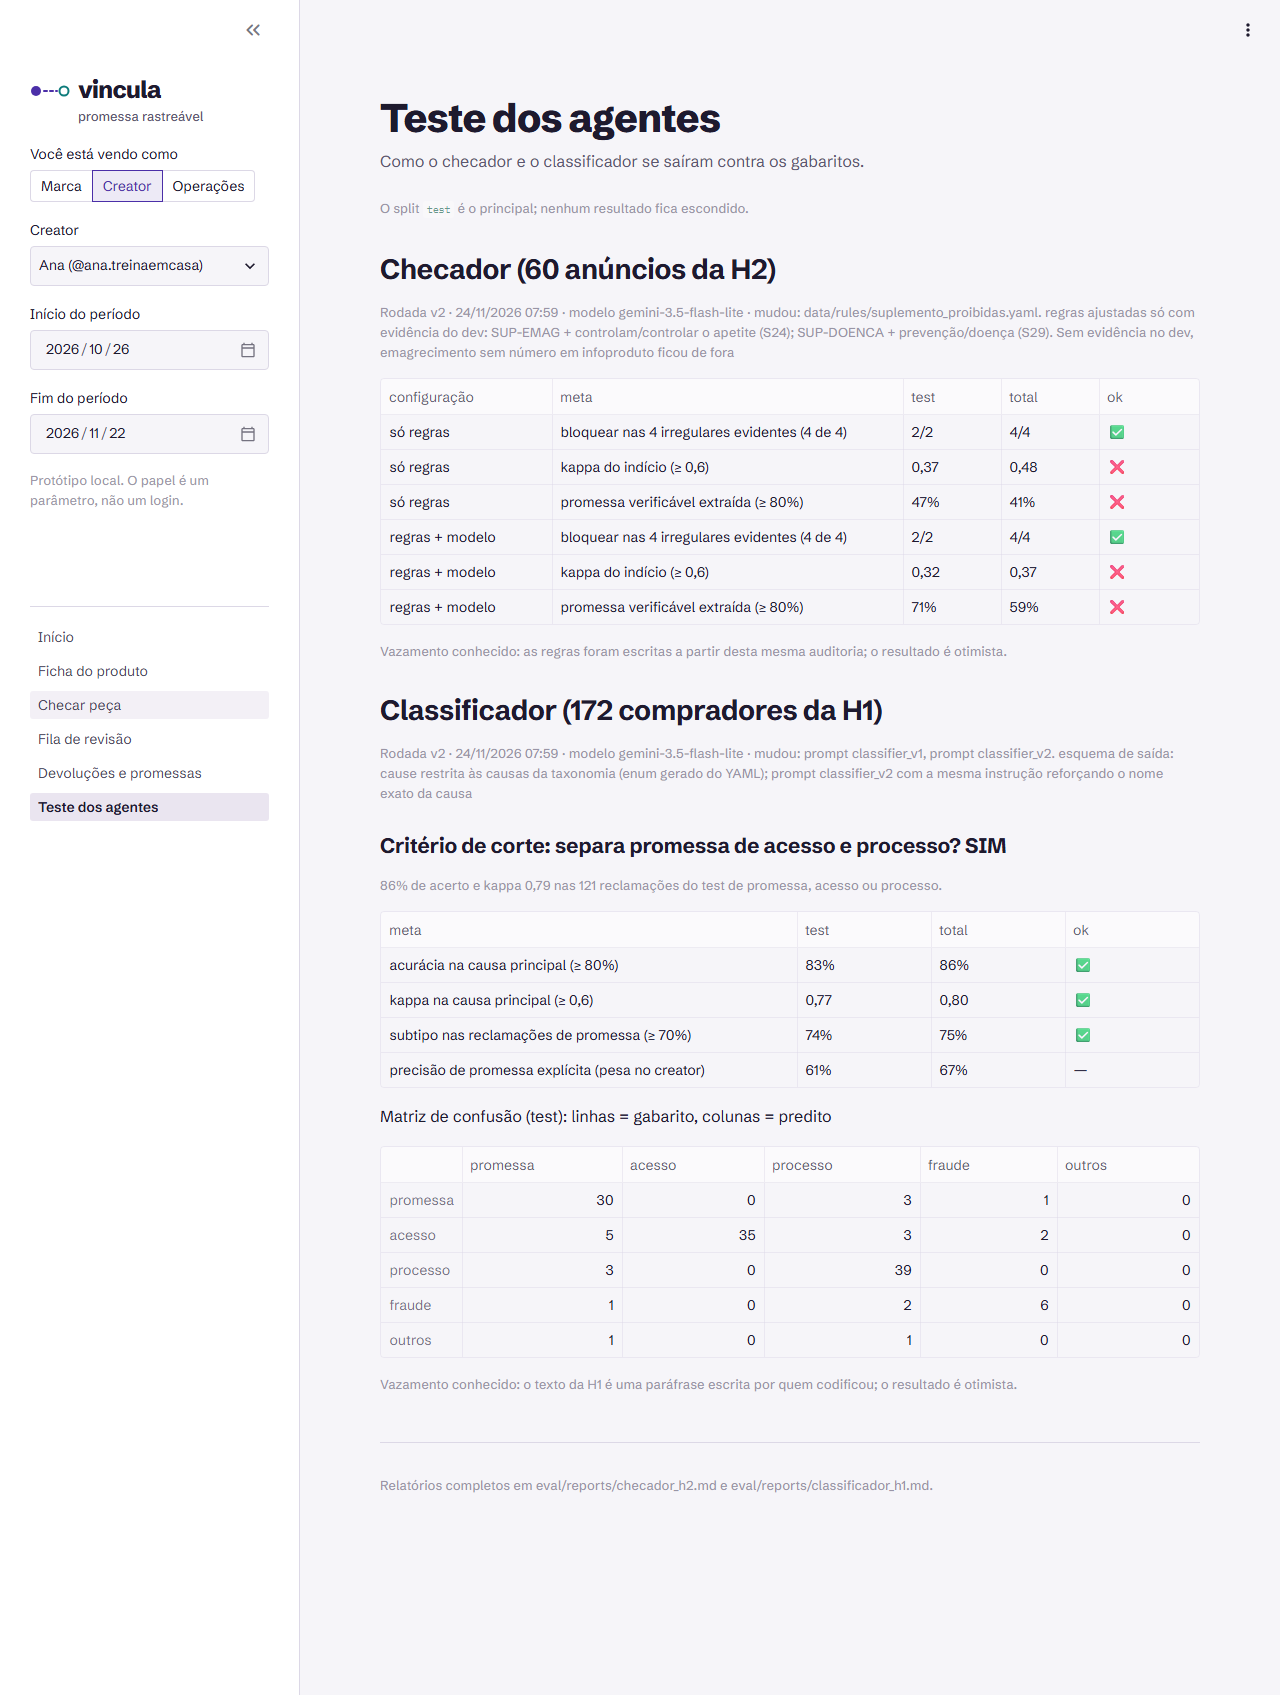 vincula
promessa rastreável
Você está vendo como
Marca Creator Operações
Creator
Ana (@ana.treinaemcasa)
Início do período
2026/10/26
Fim do período
2026/11/22
Protótipo local. O papel é um
parâmetro, não um login.
Início
Ficha do produto
Checar peça
Fila de revisão
Devoluções e promessas
Teste dos agentes
Teste dos agentes
Como o checador e o classificador se saíram contra os gabaritos.
O split test é o principal; nenhum resultado fica escondido.
Checador (60 anúncios da H2)
Rodada v2 · 24/11/2026 07:59 · modelo gemini-3.5-flash-lite · mudou: data/rules/suplemento_proibidas.yaml. regras ajustadas só com
evidência do dev: SUP-EMAG + controlam/controlar o apetite (S24); SUP-DOENCA + prevenção/doença (S29). Sem evidência no dev,
emagrecimento sem número em infoproduto ficou de fora
configuração meta test total ok
só regras bloquear nas 4 irregulares evidentes (4 de 4) 2/2 4/4 ✅
só regras kappa do indício (≥ 0,6) 0,37 0,48 ❌
só regras promessa verificável extraída (≥ 80%) 47% 41% ❌
regras + modelo bloquear nas 4 irregulares evidentes (4 de 4) 2/2 4/4 ✅
regras + modelo kappa do indício (≥ 0,6) 0,32 0,37 ❌
regras + modelo promessa verificável extraída (≥ 80%) 71% 59% ❌
Vazamento conhecido: as regras foram escritas a partir desta mesma auditoria; o resultado é otimista.
Classificador (172 compradores da H1)
Rodada v2 · 24/11/2026 07:59 · modelo gemini-3.5-flash-lite · mudou: prompt classifier_v1, prompt classifier_v2. esquema de saída:
cause restrita às causas da taxonomia (enum gerado do YAML); prompt classifier_v2 com a mesma instrução reforçando o nome
exato da causa
Critério de corte: separa promessa de acesso e processo? SIM
86% de acerto e kappa 0,79 nas 121 reclamações do test de promessa, acesso ou processo.
meta test total ok
acurácia na causa principal (≥ 80%) 83% 86% ✅
kappa na causa principal (≥ 0,6) 0,77 0,80 ✅
subtipo nas reclamações de promessa (≥ 70%) 74% 75% ✅
precisão de promessa explícita (pesa no creator) 61% 67% —
Matriz de confusão (test): linhas = gabarito, colunas = predito
promessa acesso processo fraude outros
promessa 30 0 3 1 0
acesso 5 35 3 2 0
processo 3 0 39 0 0
fraude 1 0 2 6 0
outros 1 0 1 0 0
Vazamento conhecido: o texto da H1 é uma paráfrase escrita por quem codificou; o resultado é otimista.
Relatórios completos em eval/reports/checador_h2.md e eval/reports/classificador_h1.md.